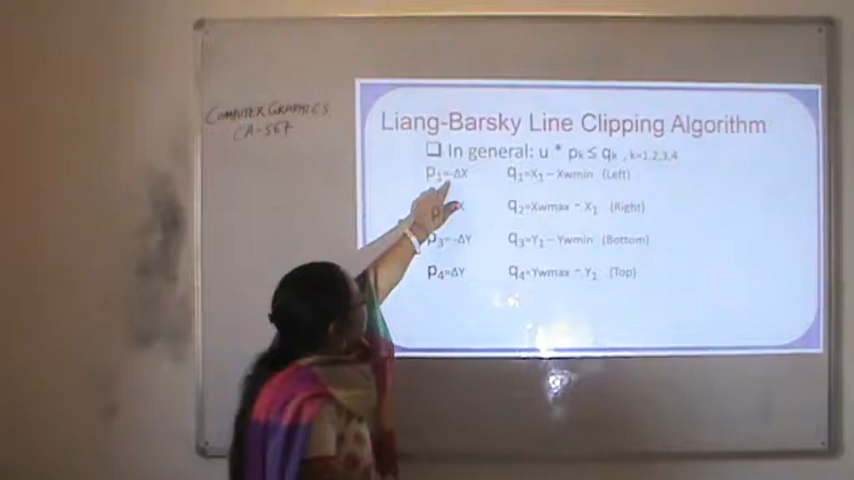 COMPUTER GRAPHICS
CA-567
Liang-Barsky Line Clipping Algorithm
❑ In general: u * pk ≤ qk , k=1,2,3,4
p1=-ΔX q1=X1 – Xwmin (Left)
q2=Xwmax – X1 (Right)
p3=-ΔY q3=Y1 – Ywmin (Bottom)
p4=ΔY q4=Ywmax – Y1 (Top)